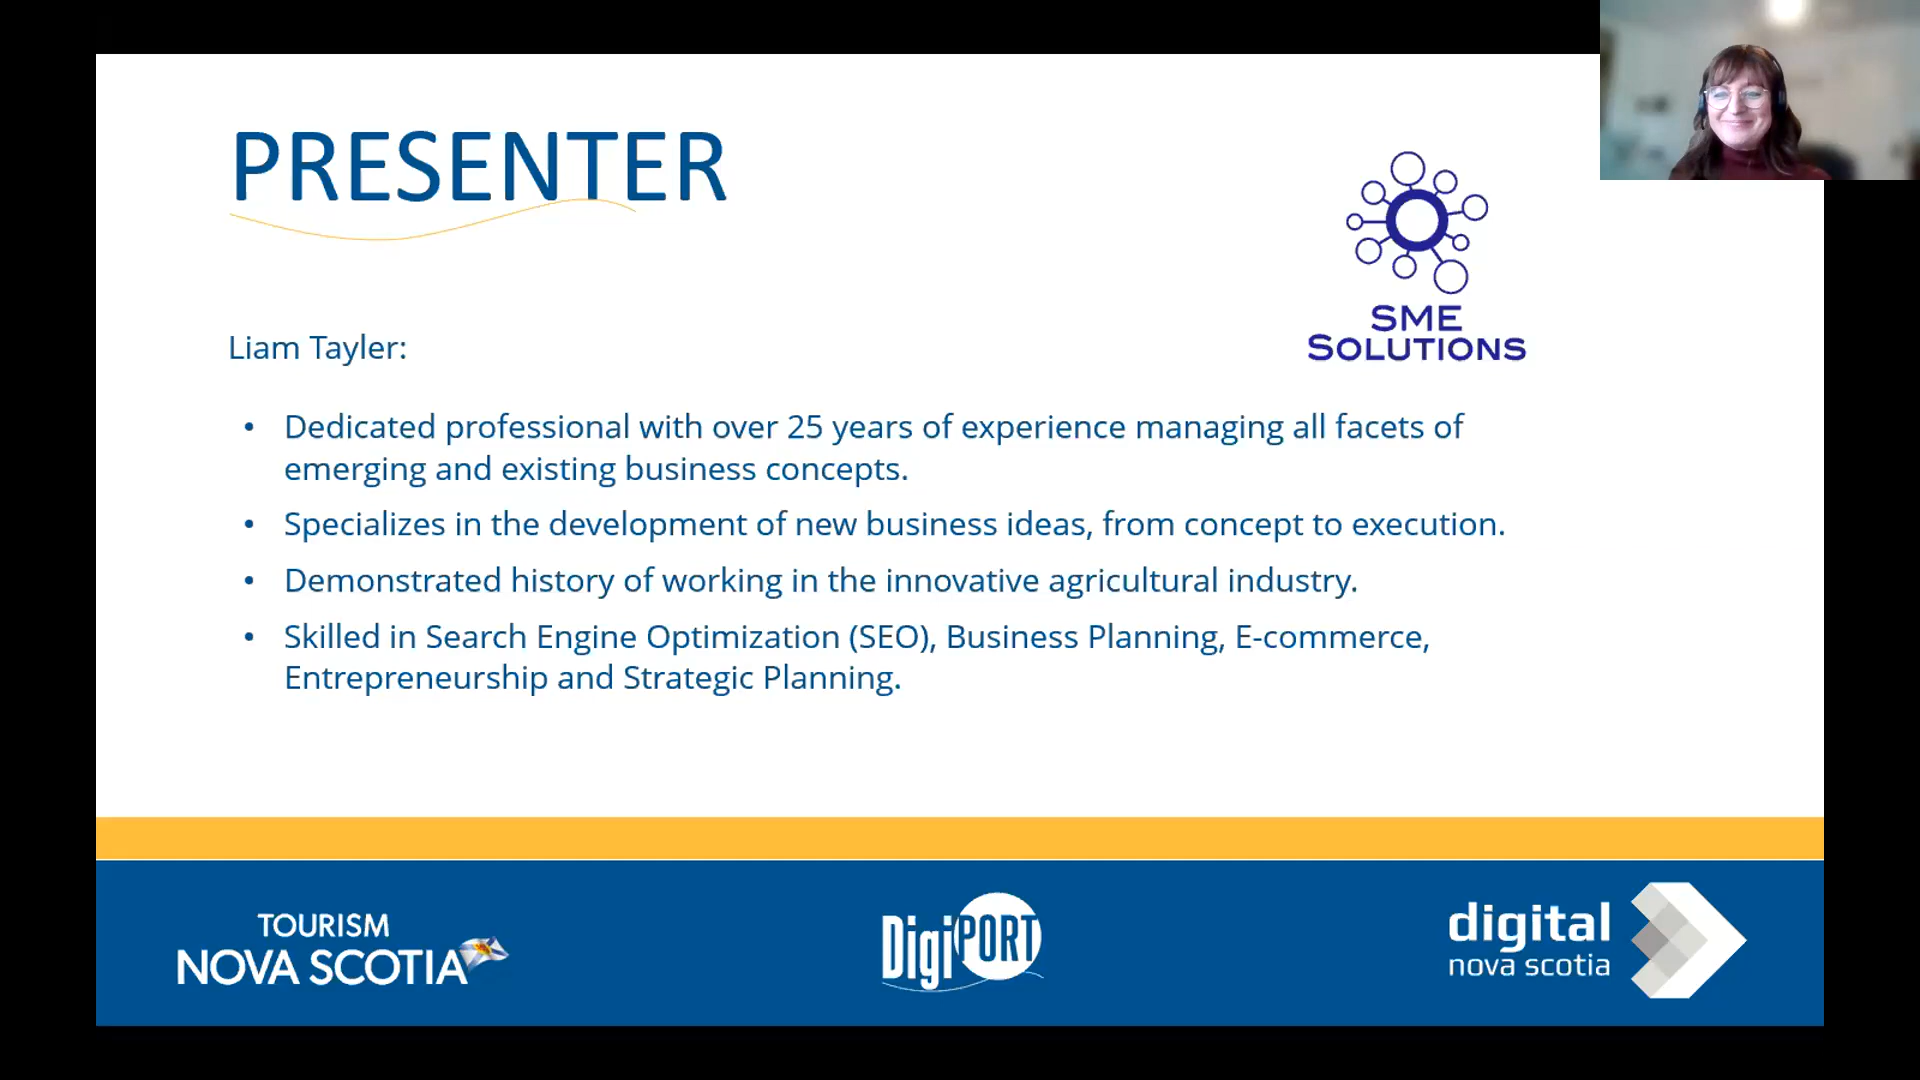 PRESENTER
SME
SOLUTIONS
Liam Tayler:
• Dedicated professional with over 25 years of experience managing all facets of
emerging and existing business concepts.
• Specializes in the development of new business ideas, from concept to execution.
• Demonstrated history of working in the innovative agricultural industry.
• Skilled in Search Engine Optimization (SEO), Business Planning, E-commerce,
Entrepreneurship and Strategic Planning.
TOURISM
NOVA SCOTIA
DigiPORT
digital
nova scotia